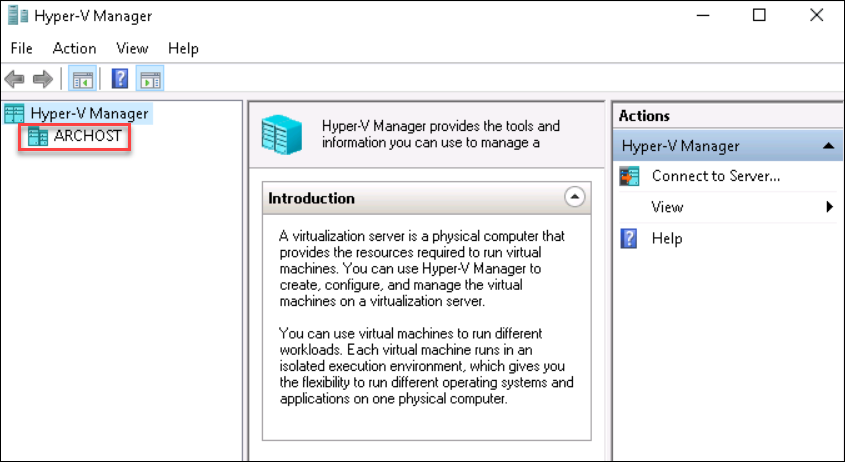 Hyper-V Manager
File Action View Help
Hyper-V Manager
ARCHOST
Hyper-V Manager provides the tools and
information you can use to manage a
Introduction
A virtualization server is a physical computer that
provides the resources required to run virtual
machines. You can use Hyper-V Manager to
create, configure, and manage the virtual
machines on a virtualization server.
You can use virtual machines to run different
workloads. Each virtual machine runs in an
isolated execution environment, which gives you
the flexibility to run different operating systems and
applications on one physical computer.
Actions
Hyper-V Manager
Connect to Server...
View
Help